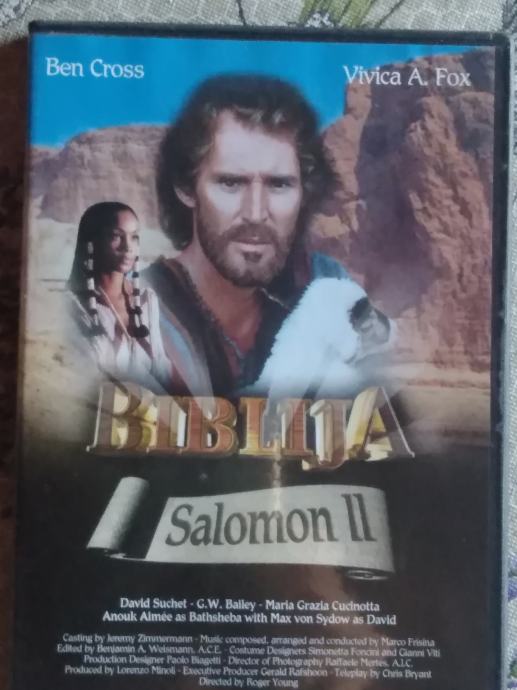 Ben Cross
Vivica A. Fox
BIBLIJA
Salomon II
David Suchet - G.W. Bailey - Maria Grazia Cucinotta
Anouk Aimée as Bathsheba with Max von Sydow as David
Casting by Jeremy Zimmermann - Music composed, arranged and conducted by Marco Frisina
Edited by Benjamin A. Weismann, A.C.E. - Costume Designers Simonetta Foncini and Gianni Viti
Production Designer Paolo Biagetti - Director of Photography Raffaele Mertes, A.I.C.
Produced by Lorenzo Minoli - Executive Producer Gerald Rafshoon - Teleplay by Chris Bryant
Directed by Roger Young